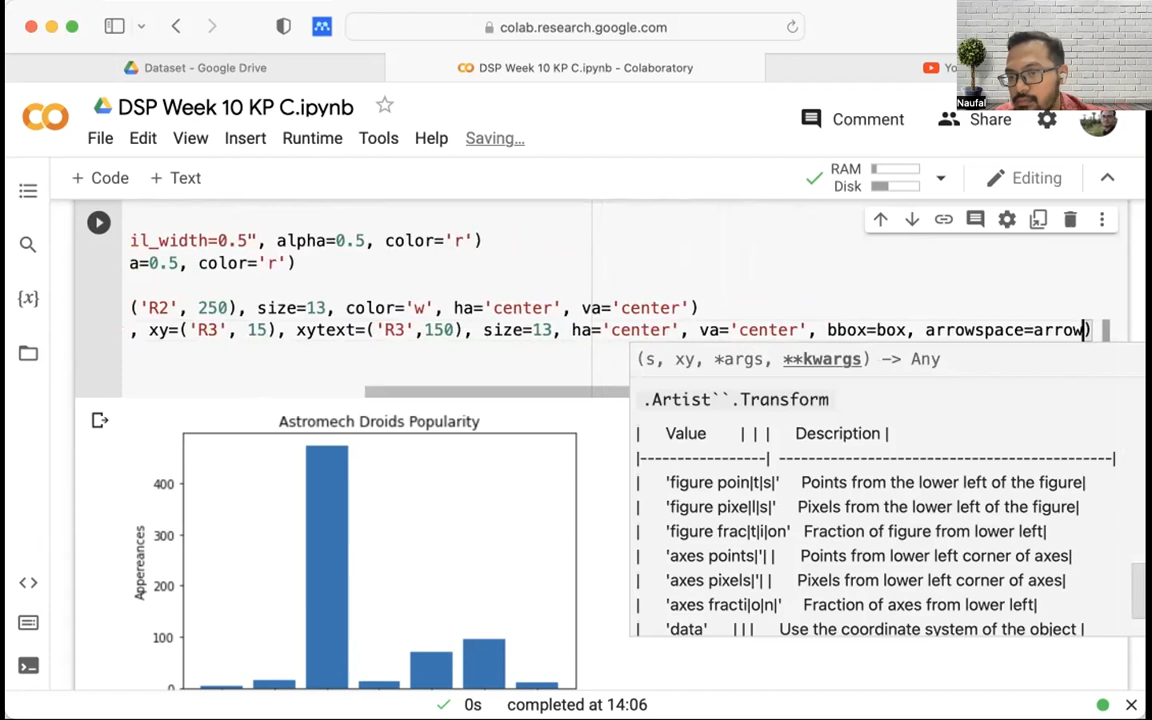 colab.research.google.com
Dataset - Google Drive
DSP Week 10 KP C.ipynb - Colaboratory
Naufal
DSP Week 10 KP C.ipynb
Comment
Share
File Edit View Insert Runtime Tools Help Saving...
+ Code + Text
RAM
Disk
Editing
il_width=0.5", alpha=0.5, color='r')
a=0.5, color='r')
('R2', 250), size=13, color='w', ha='center', va='center')
, xy=('R3', 15), xytext=('R3',150), size=13, ha='center', va='center', bbox=box, arrowspace=arrow)
(s, xy, *args, **kwargs) -> Any
.Artist``.Transform
| Value | | | Description |
|----------------| ------------------------------------------|
| 'figure poin|t|s|' Points from the lower left of the figure|
| 'figure pixe|l|s|' Pixels from the lower left of the figure|
| 'figure frac|t|i|on' Fraction of figure from lower left|
| 'axes points|'| | Points from lower left corner of axes|
| 'axes pixels|'| | Pixels from lower left corner of axes|
| 'axes fracti|o|n|' Fraction of axes from lower left|
| 'data' | | | Use the coordinate system of the object |
{x}
Astromech Droids Popularity
Appereances
400
300
200
100
0
0s completed at 14:06